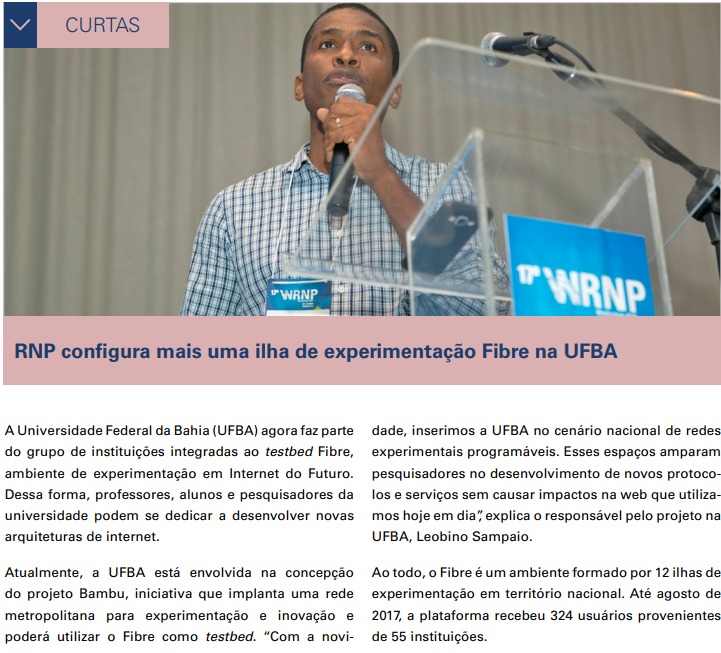 CURTAS
17º WRNP
WRNP
RNP configura mais uma ilha de experimentação Fibre na UFBA
A Universidade Federal da Bahia (UFBA) agora faz parte
do grupo de instituições integradas ao testbed Fibre,
ambiente de experimentação em Internet do Futuro.
Dessa forma, professores, alunos e pesquisadores da
universidade podem se dedicar a desenvolver novas
arquiteturas de internet.
Atualmente, a UFBA está envolvida na concepção
do projeto Bambu, iniciativa que implanta uma rede
metropolitana para experimentação e inovação e
poderá utilizar o Fibre como testbed. “Com a novi-
dade, inserimos a UFBA no cenário nacional de redes
experimentais programáveis. Esses espaços amparam
pesquisadores no desenvolvimento de novos protoco-
los e serviços sem causar impactos na web que utiliza-
mos hoje em dia”, explica o responsável pelo projeto na
UFBA, Leobino Sampaio.
Ao todo, o Fibre é um ambiente formado por 12 ilhas de
experimentação em território nacional. Até agosto de
2017, a plataforma recebeu 324 usuários provenientes
de 55 instituições.